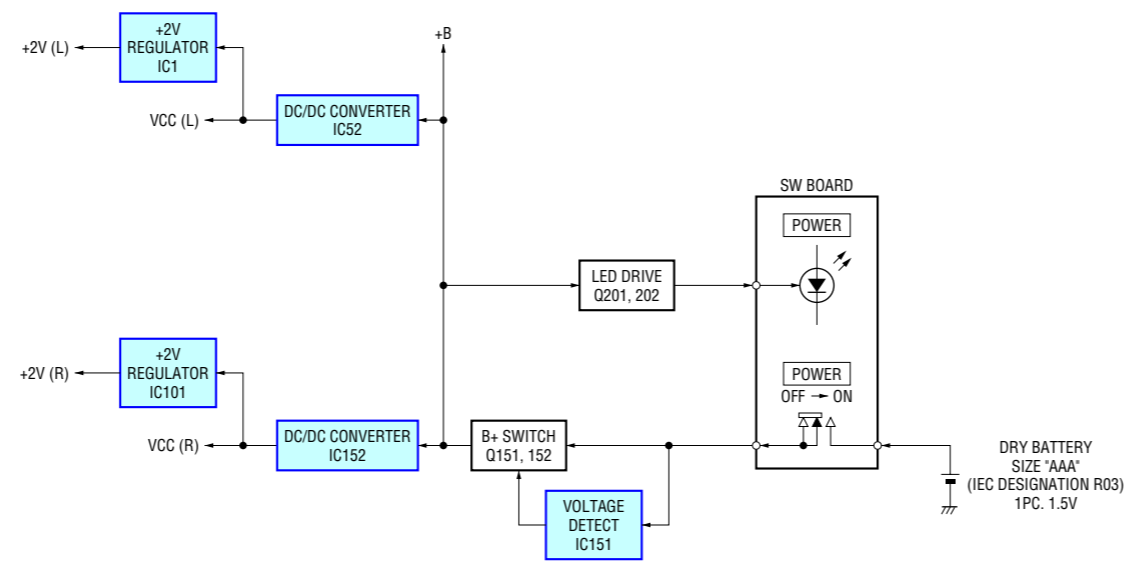 +2V
REGULATOR
IC1
+2V (L)
+B
DC/DC CONVERTER
IC52
VCC (L)
SW BOARD
POWER
LED DRIVE
Q201, 202
+2V
REGULATOR
IC101
+2V (R)
POWER
OFF → ON
DC/DC CONVERTER
IC152
VCC (R)
B+ SWITCH
Q151, 152
DRY BATTERY
SIZE "AAA"
(IEC DESIGNATION R03)
1PC. 1.5V
VOLTAGE
DETECT
IC151